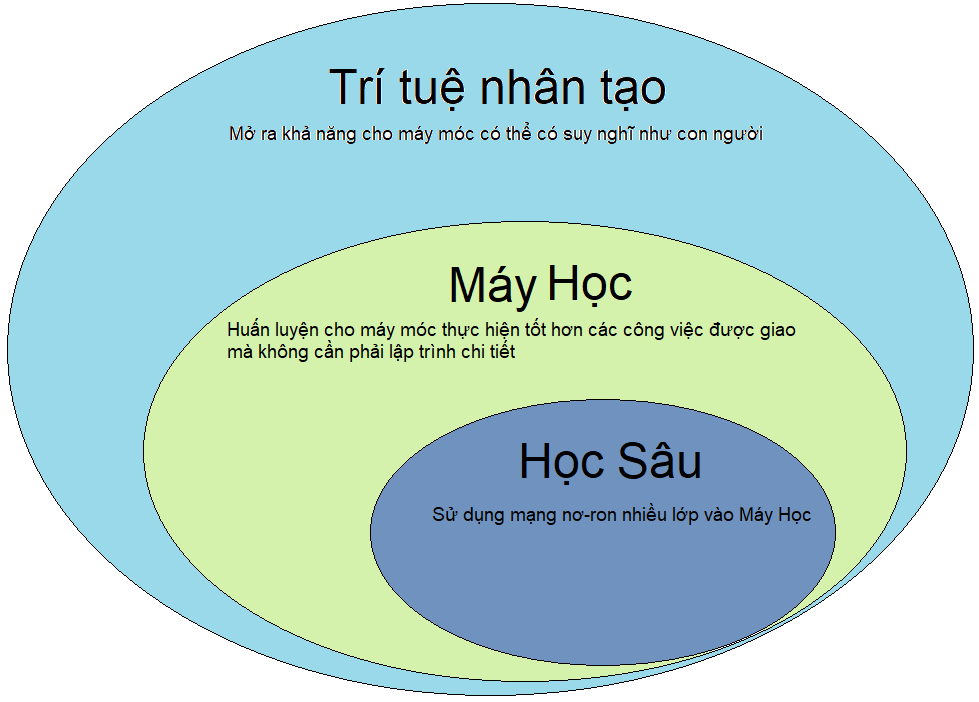 Trí tuệ nhân tạo
Mở ra khả năng cho máy móc có thể có suy nghĩ như con người
Máy Học
Huấn luyện cho máy móc thực hiện tốt hơn các công việc được giao
mà không cần phải lập trình chi tiết
Học Sâu
Sử dụng mạng nơ-ron nhiều lớp vào Máy Học